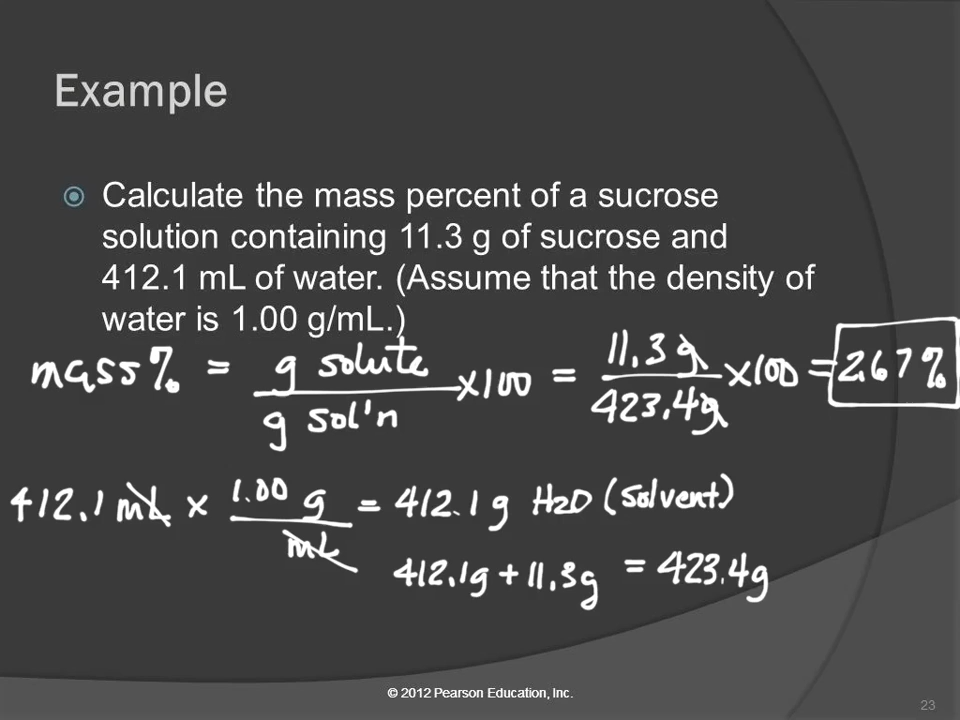 Example
Calculate the mass percent of a sucrose
solution containing 11.3 g of sucrose and
412.1 mL of water. (Assume that the density of
water is 1.00 g/mL.)
mass% = g solute / g sol'n x100 = 11.3g / 423.4g x100 = 2.67%
412.1 mL x 1.00 g / mL = 412.1g H2O (solvent)
412.1g + 11.3g = 423.4g
© 2012 Pearson Education, Inc.
23